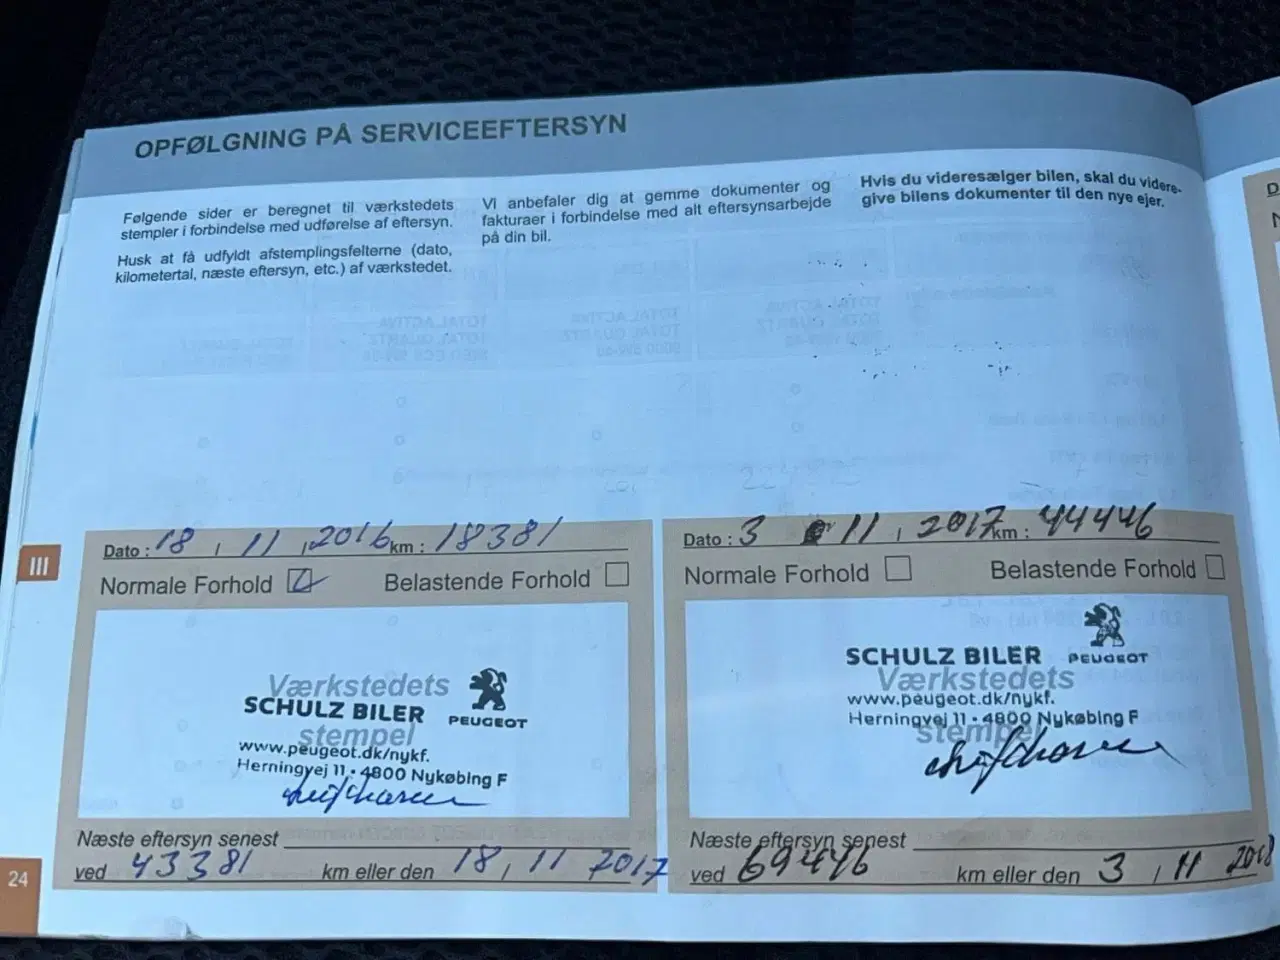 OPFØLGNING PÅ SERVICEEFTERSYN
Følgende sider er beregnet til værkstedets
stempler i forbindelse med udførelse af eftersyn.
Husk at få udfyldt afstemplingsfelterne (dato,
kilometertal, næste eftersyn, etc.) af værkstedet.
Vi anbefaler dig at gemme dokumenter og
fakturaer i forbindelse med alt eftersynsarbejde
på din bil.
Hvis du videresælger bilen, skal du videre-
give bilens dokumenter til den nye ejer.
III
Dato : 18 / 11 / 2016 km : 18381
Normale Forhold Belastende Forhold
Værkstedets
SCHULZ BILER PEUGEOT
stempel
www.peugeot.dk/nykf.
Herningvej 11 • 4800 Nykøbing F
Næste eftersyn senest
ved 43381 km eller den 18 / 11 2017
Dato : 3 / 11 / 2017 km : 44446
Normale Forhold Belastende Forhold
SCHULZ BILER PEUGEOT
Værkstedets
www.peugeot.dk/nykf.
Herningvej 11 • 4800 Nykøbing F
stempel
Næste eftersyn senest
ved 69446 km eller den 3 / 11 2018
24